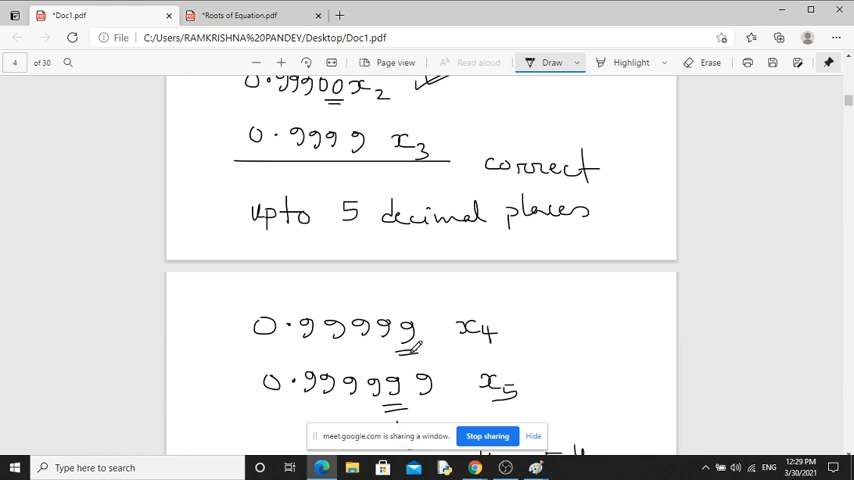 *Doc1.pdf
*Roots of Equation.pdf
File C:/Users/RAMKRISHNA%20PANDEY/Desktop/Doc1.pdf
4 of 30 Page view Read aloud Draw Highlight Erase
0.99900x2
0.9999 x3
correct
upto 5 decimal places
0.99999 x4
0.999999 x5
meet.google.com is sharing a window. Stop sharing Hide
Type here to search
ENG
12:29 PM
3/30/2021